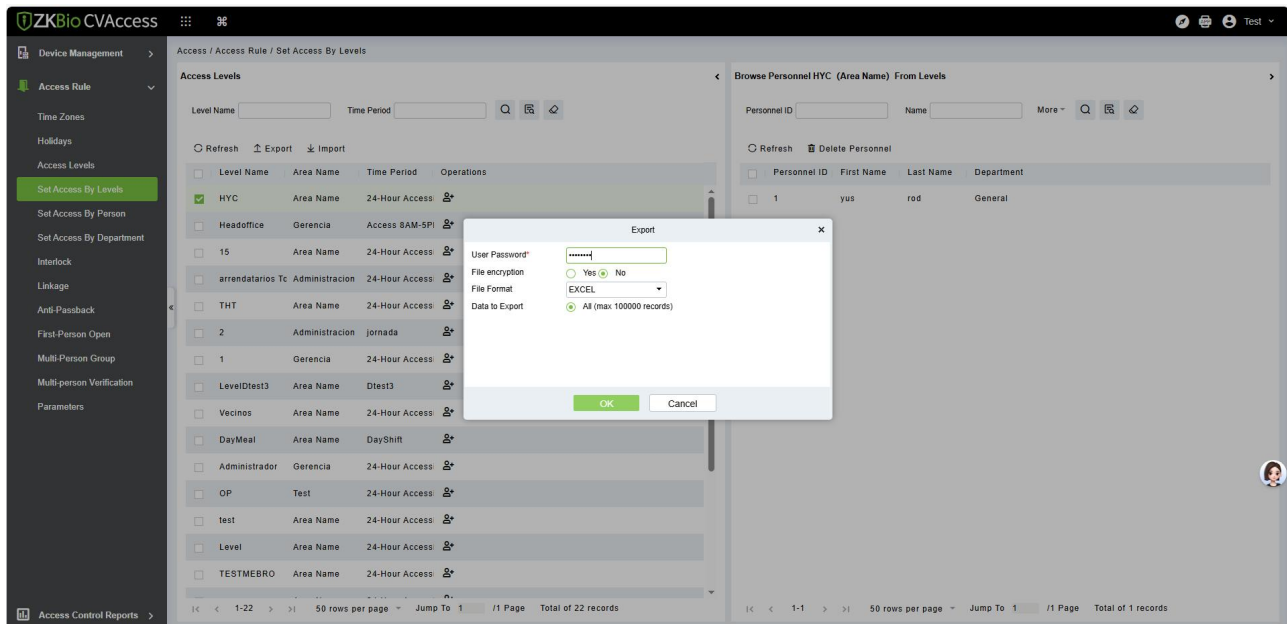 ZKBio CVAccess
Test
Device Management
Access Rule
Time Zones
Holidays
Access Levels
Set Access By Levels
Set Access By Person
Set Access By Department
Interlock
Linkage
Anti-Passback
First-Person Open
Multi-Person Group
Multi-person Verification
Parameters
Access Control Reports
Access / Access Rule / Set Access By Levels
Access Levels
Level Name Time Period
Refresh Export Import
Level Name Area Name Time Period Operations
HYC Area Name 24-Hour Access
Headoffice Gerencia Access 8AM-5P
15 Area Name 24-Hour Access
arrendatarios Tc Administracion 24-Hour Access
THT Area Name 24-Hour Access
2 Administracion jornada
1 Gerencia 24-Hour Access
LevelDtest3 Area Name Dtest3
Vecinos Area Name 24-Hour Access
DayMeal Area Name DayShift
Administrador Gerencia 24-Hour Access
OP Test 24-Hour Access
test Area Name 24-Hour Access
Level Area Name 24-Hour Access
TESTMEBRO Area Name 24-Hour Access
1-22 50 rows per page Jump To 1 /1 Page Total of 22 records
Browse Personnel HYC (Area Name) From Levels
Personnel ID Name More
Refresh Delete Personnel
Personnel ID First Name Last Name Department
1 yus rod General
1-1 50 rows per page Jump To 1 /1 Page Total of 1 records
Export
User Password*
File encryption Yes No
File Format EXCEL
Data to Export All (max 100000 records)
OK Cancel